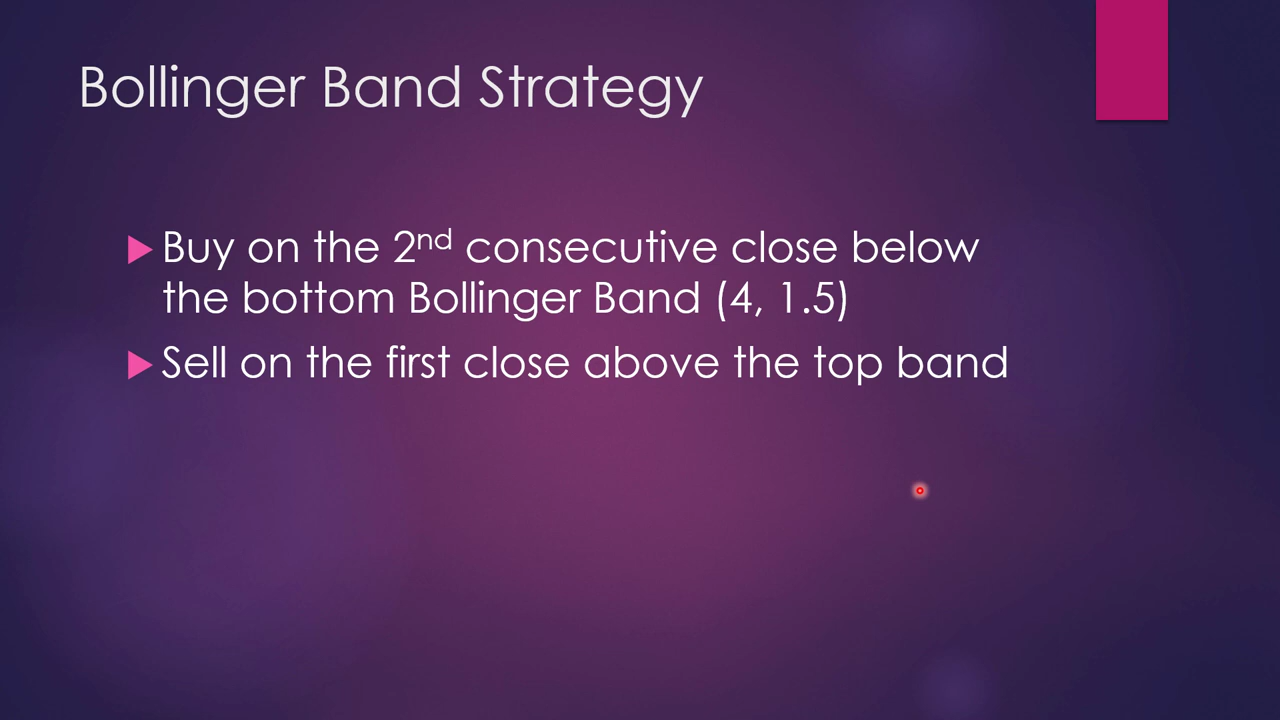 Bollinger Band Strategy
Buy on the 2nd consecutive close below
the bottom Bollinger Band (4, 1.5)
Sell on the first close above the top band